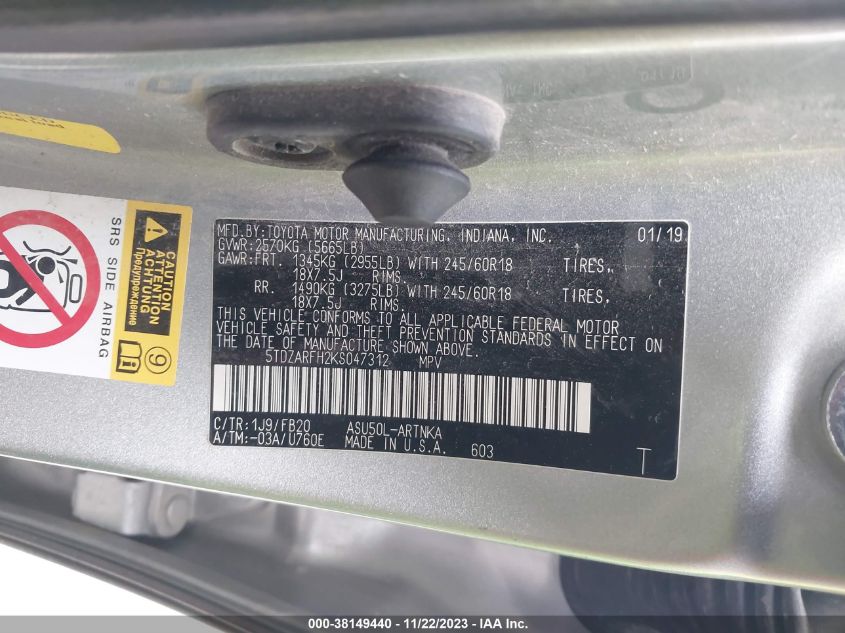 MFD.BY:TOYOTA MOTOR MANUFACTURING, INDIANA, INC. 01/19
GVWR:2570KG (5665LB)
GAWR:FRT. 1345KG (2955LB) WITH 245/60R18 TIRES,
18X7.5J RIMS.
RR. 1490KG (3275LB) WITH 245/60R18 TIRES,
18X7.5J RIMS.
THIS VEHICLE CONFORMS TO ALL APPLICABLE FEDERAL MOTOR
VEHICLE SAFETY AND THEFT PREVENTION STANDARDS IN EFFECT ON
THE DATE OF MANUFACTURE SHOWN ABOVE.
5TDZARFH2KS047312 MPV
C/TR:1J9/FB20 ASU50L-ARTNKA
A/TM:-03A/U760E MADE IN U.S.A. 603
T
SRS SIDE AIRBAG
CAUTION
ATTENTION
ACHTUNG
Предупреждение
9
000-38149440 - 11/22/2023 - IAA Inc.